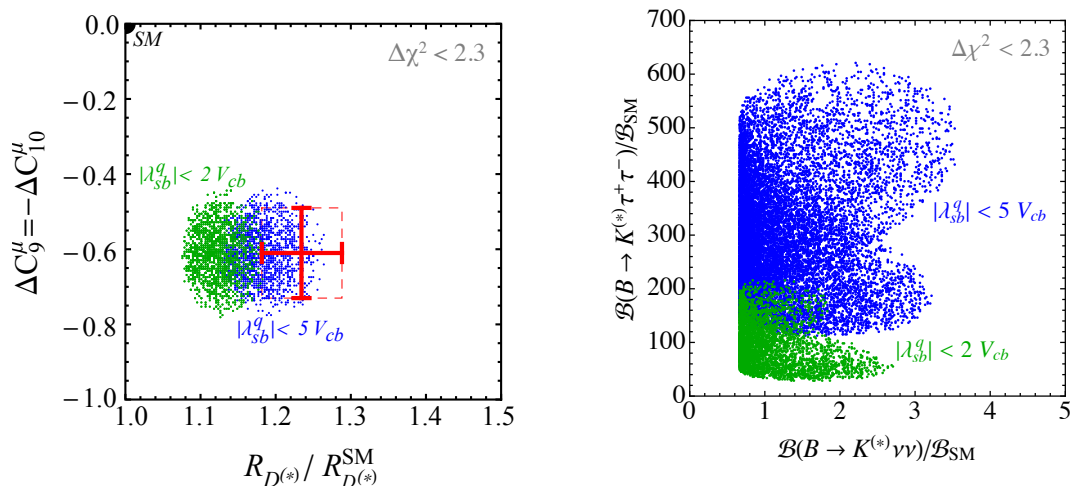 0.0
SM
Δχ² < 2.3
−0.2
−0.4
|λ_sb^q| < 2 V_cb
−0.6
−0.8
|λ_sb^q| < 5 V_cb
−1.0
1.0 1.1 1.2 1.3 1.4 1.5
ΔC_9^μ = −ΔC_10^μ
R_D^(*) / R_D^(*)^SM
700
Δχ² < 2.3
600
500
400
|λ_sb^q| < 5 V_cb
300
200
|λ_sb^q| < 2 V_cb
100
0
0 1 2 3 4 5
ℬ(B → K^(*) τ⁺ τ⁻)/ℬ_SM
ℬ(B → K^(*) νν)/ℬ_SM